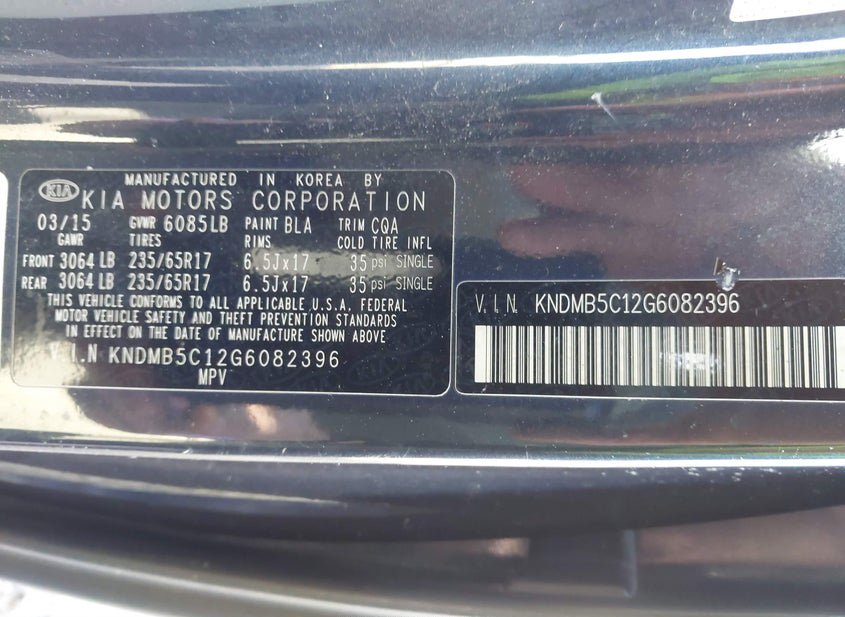 MANUFACTURED IN KOREA BY
KIA KIA MOTORS CORPORATION
03/15 GVWR 6085LB PAINT BLA TRIM CQA
GAWR TIRES RIMS COLD TIRE INFL
FRONT 3064 LB 235/65R17 6.5Jx17 35 psi SINGLE
REAR 3064 LB 235/65R17 6.5Jx17 35 psi SINGLE
THIS VEHICLE CONFORMS TO ALL APPLICABLE U.S.A. FEDERAL
MOTOR VEHICLE SAFETY AND THEFT PREVENTION STANDARDS
IN EFFECT ON THE DATE OF MANUFACTURE SHOWN ABOVE
V.I.N KNDMB5C12G6082396
MPV
V.I.N. KNDMB5C12G6082396